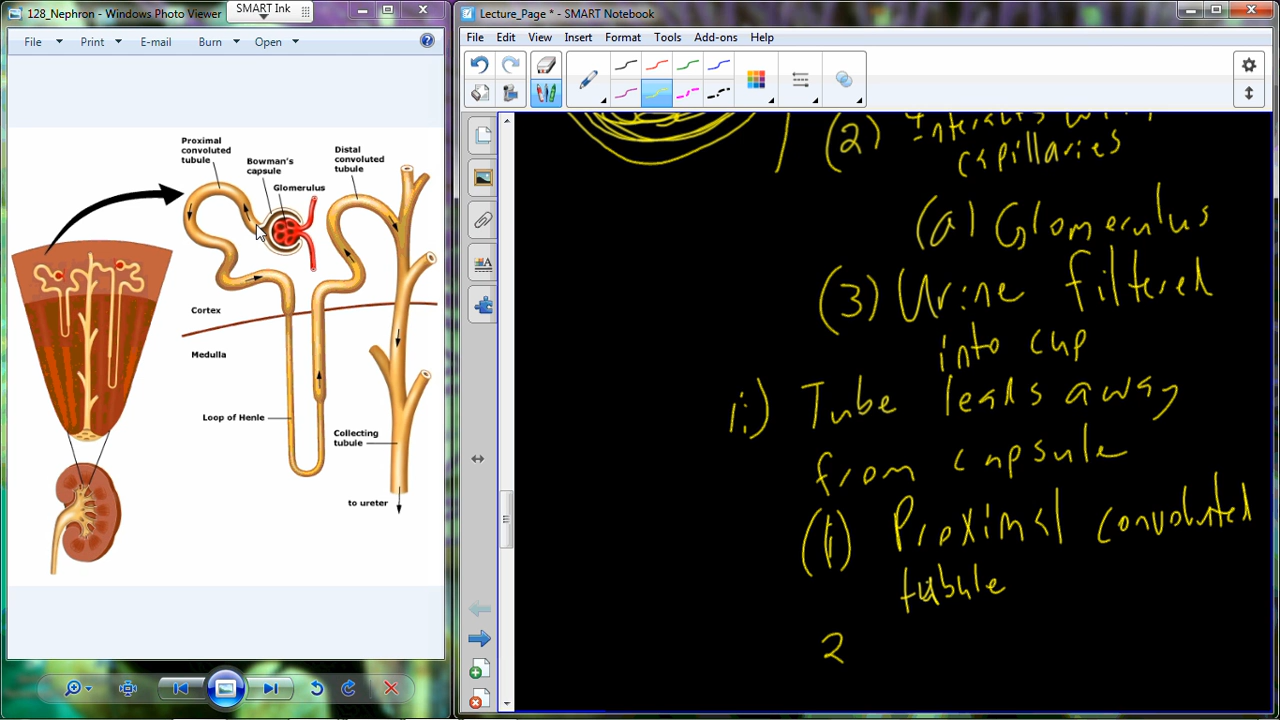 128_Nephron - Windows Photo Viewer
SMART Ink
File Print E-mail Burn Open
Proximal
convoluted
tubule
Bowman's
capsule
Glomerulus
Distal
convoluted
tubule
Cortex
Medulla
Loop of Henle
Collecting
tubule
to ureter
Lecture_Page * - SMART Notebook
File Edit View Insert Format Tools Add-ons Help
(2) Interacts with
capillaries
(a) Glomerulus
(3) Urine filtered
into cup
ii) Tube leads away
from capsule
(1) Proximal convoluted
tubule
2